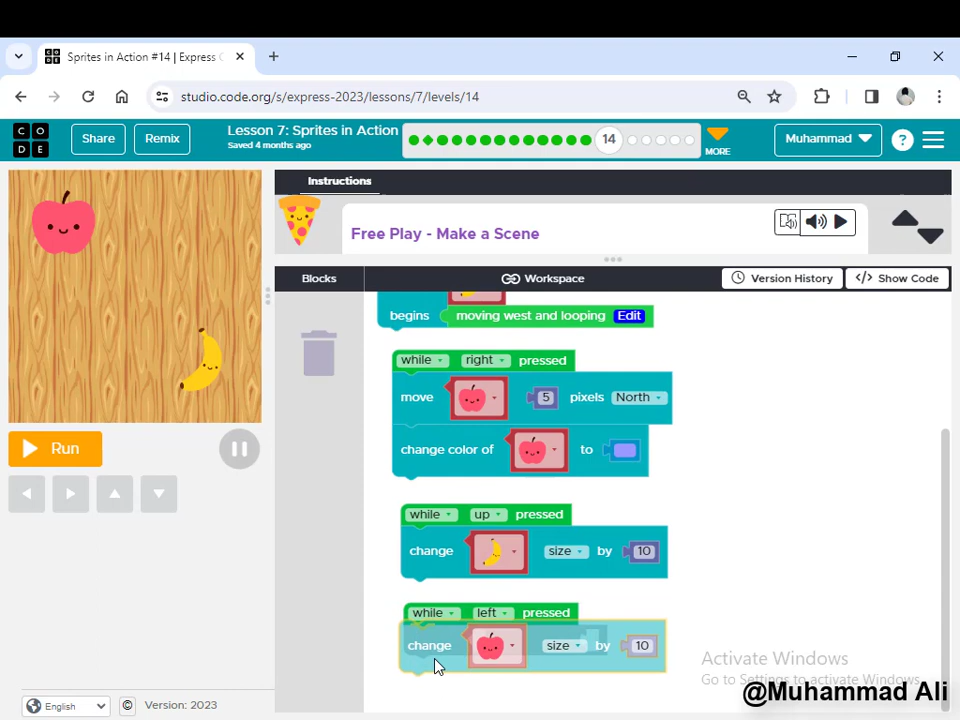 Sprites in Action #14 | Express C
studio.code.org/s/express-2023/lessons/7/levels/14
C O
D E
Share
Remix
Lesson 7: Sprites in Action
Saved 4 months ago
14
MORE
Muhammad
?
Instructions
Free Play - Make a Scene
Blocks
Workspace
Version History
</> Show Code
begins moving west and looping Edit
while right pressed
move 5 pixels North
change color of to
Run
while up pressed
change size by 10
while left pressed
change size by 10
Activate Windows
Go to Settings to activate Windows.
@Muhammad Ali
English
© Version: 2023